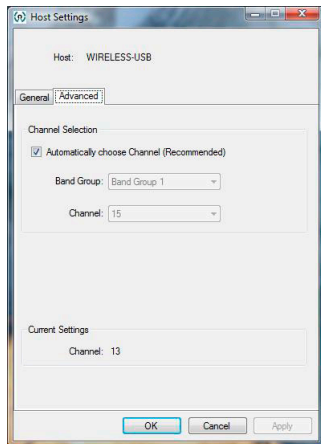 Host Settings
Host: WIRELESS-USB
General Advanced
Channel Selection
Automatically choose Channel (Recommended)
Band Group: Band Group 1
Channel: 15
Current Settings
Channel: 13
OK Cancel Apply